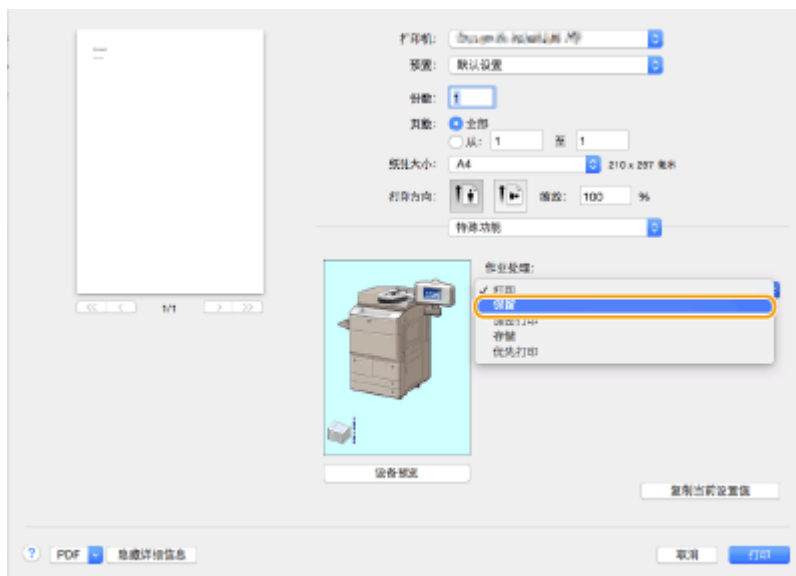 打印机:
预置: 默认设置
份数: 1
页数: 全部
从: 1 至 1
纸张大小: A4 210 x 297 毫米
打印方向: 缩放: 100 %
特殊功能
作业处理:
✓ 打印
保留
保密打印
存储
优先打印
1/1
设备预览
复制当前设置值
? PDF 隐藏详细信息 取消 打印